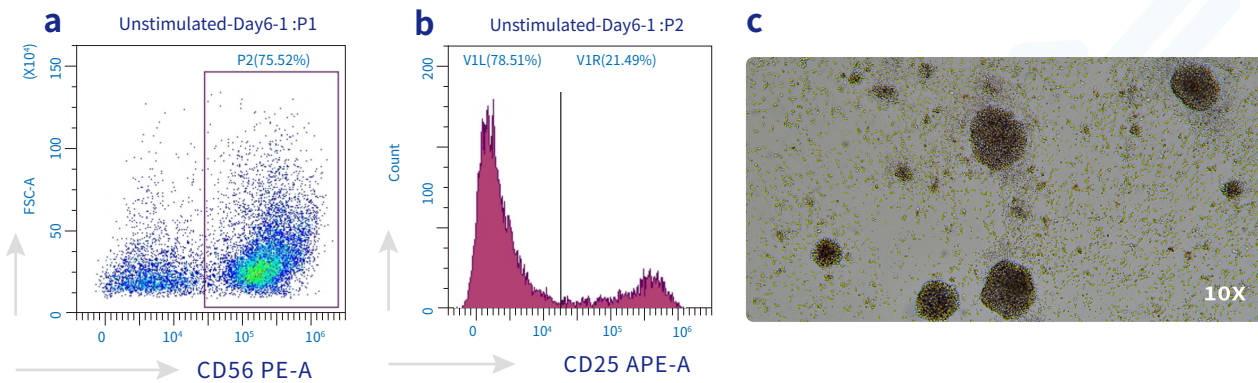 a
Unstimulated-Day6-1 :P1
P2(75.52%)
(X10⁴)
FSC-A
150
100
50
0
0 10⁴ 10⁵ 10⁶
CD56 PE-A
b
Unstimulated-Day6-1 :P2
V1L(78.51%) V1R(21.49%)
Count
200
100
0
0 10⁴ 10⁵ 10⁶
CD25 APE-A
c
10X